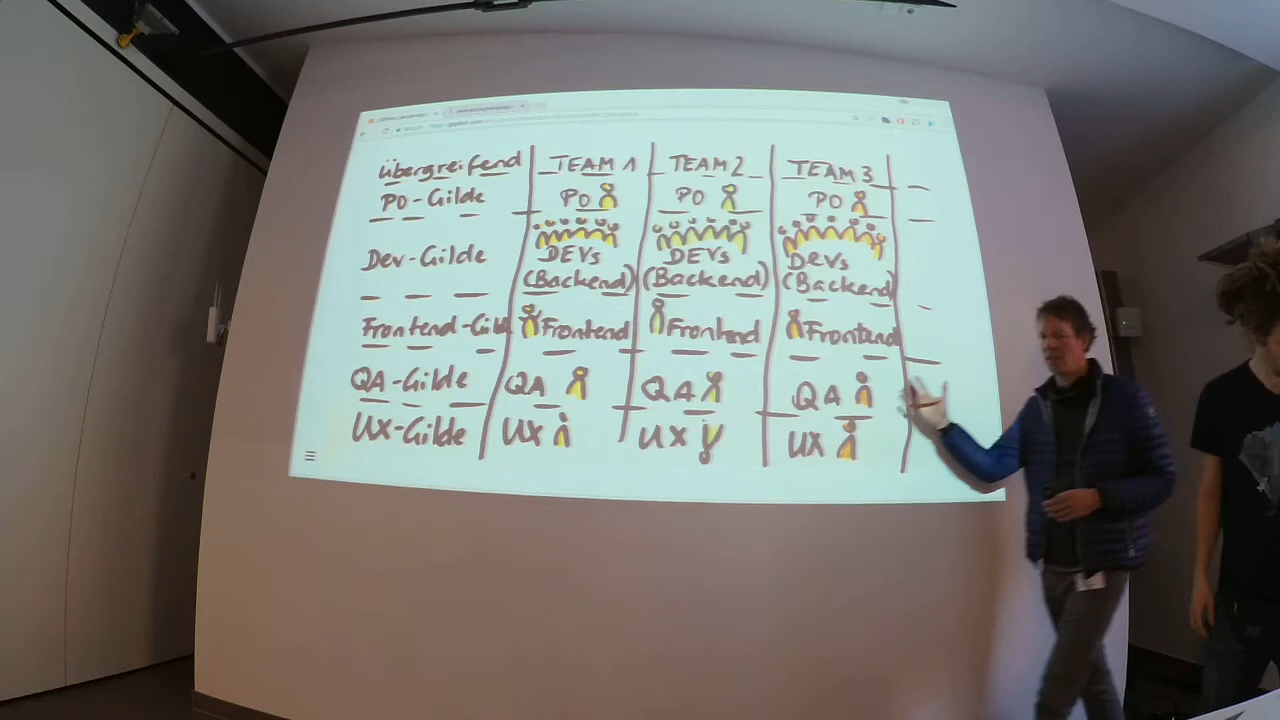 übergreifend TEAM 1 TEAM 2 TEAM 3
PO-Gilde PO PO PO
Dev-Gilde DEVs DEVs DEVs
(Backend) (Backend) (Backend)
Frontend-Gild Frontend Frontend Frontend
QA-Gilde QA QA QA
UX-Gilde UX UX UX